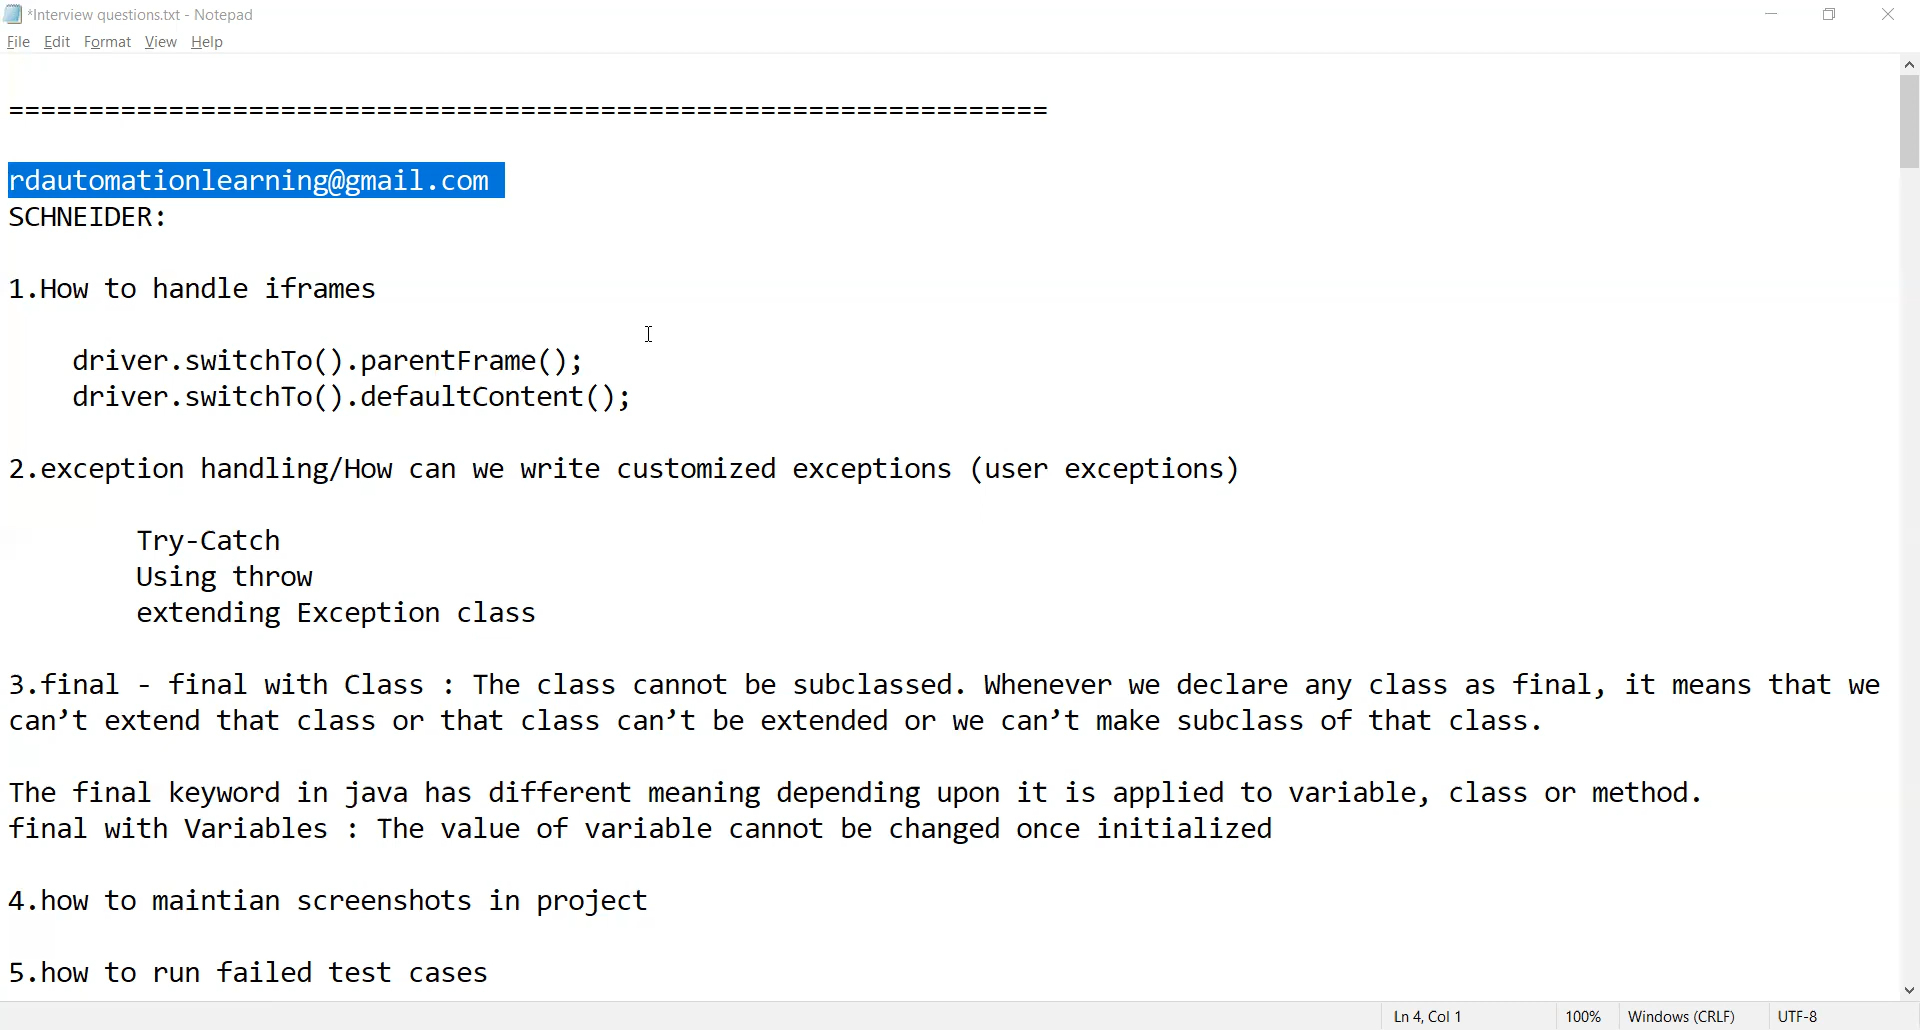 *Interview questions.txt - Notepad
File Edit Format View Help
=================================================================
rdautomationlearning@gmail.com
SCHNEIDER:
1.How to handle iframes
driver.switchTo().parentFrame();
driver.switchTo().defaultContent();
2.exception handling/How can we write customized exceptions (user exceptions)
Try-Catch
Using throw
extending Exception class
3.final - final with Class : The class cannot be subclassed. Whenever we declare any class as final, it means that we
can’t extend that class or that class can’t be extended or we can’t make subclass of that class.
The final keyword in java has different meaning depending upon it is applied to variable, class or method.
final with Variables : The value of variable cannot be changed once initialized
4.how to maintian screenshots in project
5.how to run failed test cases
Ln 4, Col 1 100% Windows (CRLF) UTF-8